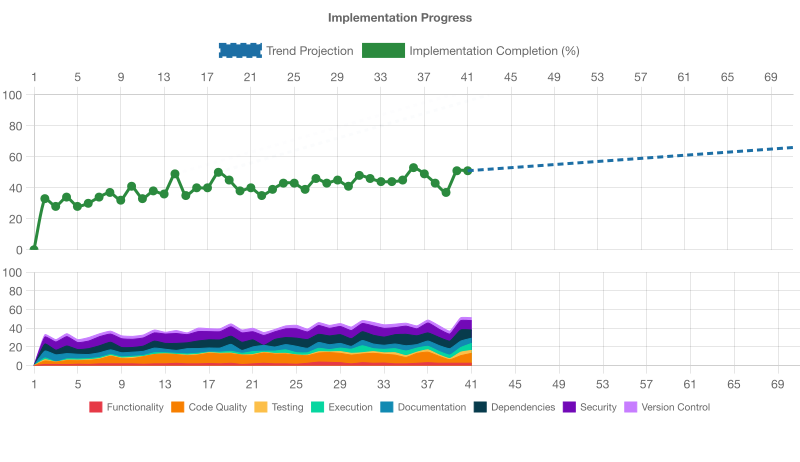 Implementation Progress
Trend Projection Implementation Completion (%)
1 5 9 13 17 21 25 29 33 37 41 45 49 53 57 61 65 69
100
80
60
40
20
0
100
80
60
40
20
0
1 5 9 13 17 21 25 29 33 37 41 45 49 53 57 61 65 70
Functionality Code Quality Testing Execution Documentation Dependencies Security Version Control